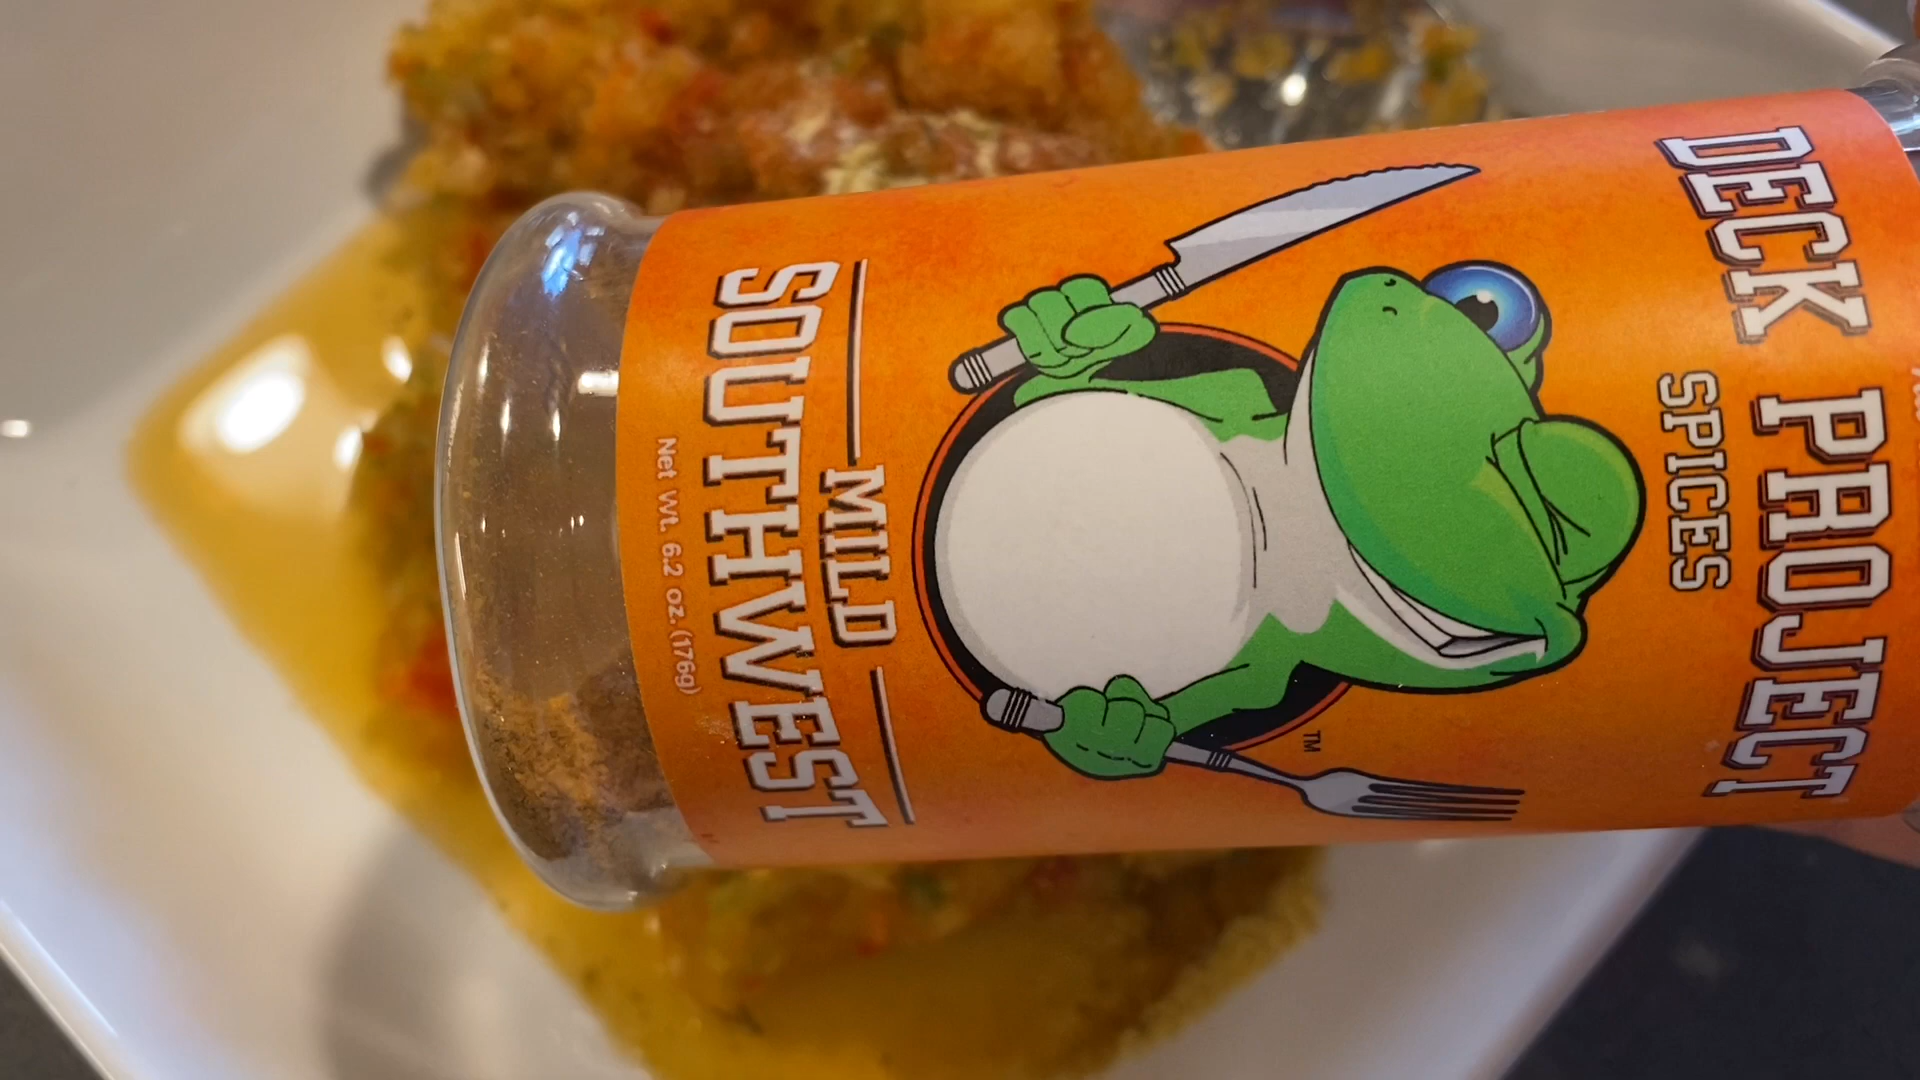 DECK PROJECT
SPICES
TM
MILD
SOUTHWEST
Net Wt. 6.2 oz. (176g)